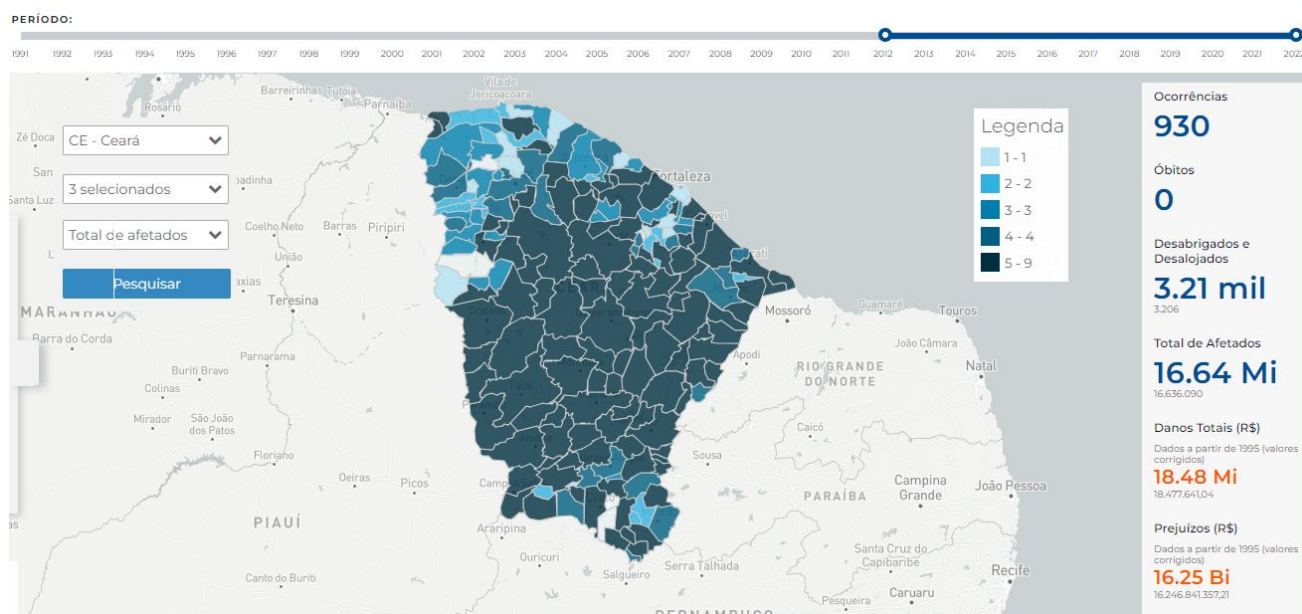 PERÍODO:
1991 1992 1993 1994 1995 1996 1997 1998 1999 2000 2001 2002 2003 2004 2005 2006 2007 2008 2009 2010 2011 2012 2013 2014 2015 2016 2017 2018 2019 2020 2021 2022
CE - Ceará
3 selecionados
Total de afetados
Pesquisar
Vila de
Jericoacoara
Barreirinhas
Tutóia
Parnaíba
Rosário
Zé Doca
San
Santa Luz
Coelho Neto
Barras
Piripiri
L
União
Teresina
MARANHÃO
Barra do Corda
Parnarama
Buriti Bravo
Colinas
Mirador
São João
dos Patos
Floriano
Oeiras
Picos
PIAUÍ
Canto do Buriti
Araripina
Ouricuri
Salgueiro
Serra Talhada
PERNAMBUCO
Fortaleza
CEARÁ
Mossoró
Guamaré
Touros
João Câmara
Apodi
RIO GRANDE
DO NORTE
Natal
Caicó
Sousa
PARAÍBA
Campina
Grande
João Pessoa
Santa Cruz do
Capibaribe
Recife
Caruaru
Pesqueira
Legenda
1 - 1
2 - 2
3 - 3
4 - 4
5 - 9
Ocorrências
930
Óbitos
0
Desabrigados e
Desalojados
3.21 mil
3.206
Total de Afetados
16.64 Mi
16.636.090
Danos Totais (R$)
Dados a partir de 1995 (valores
corrigidos)
18.48 Mi
18.477.641,04
Prejuízos (R$)
Dados a partir de 1995 (valores
corrigidos)
16.25 Bi
16.246.841.357,21